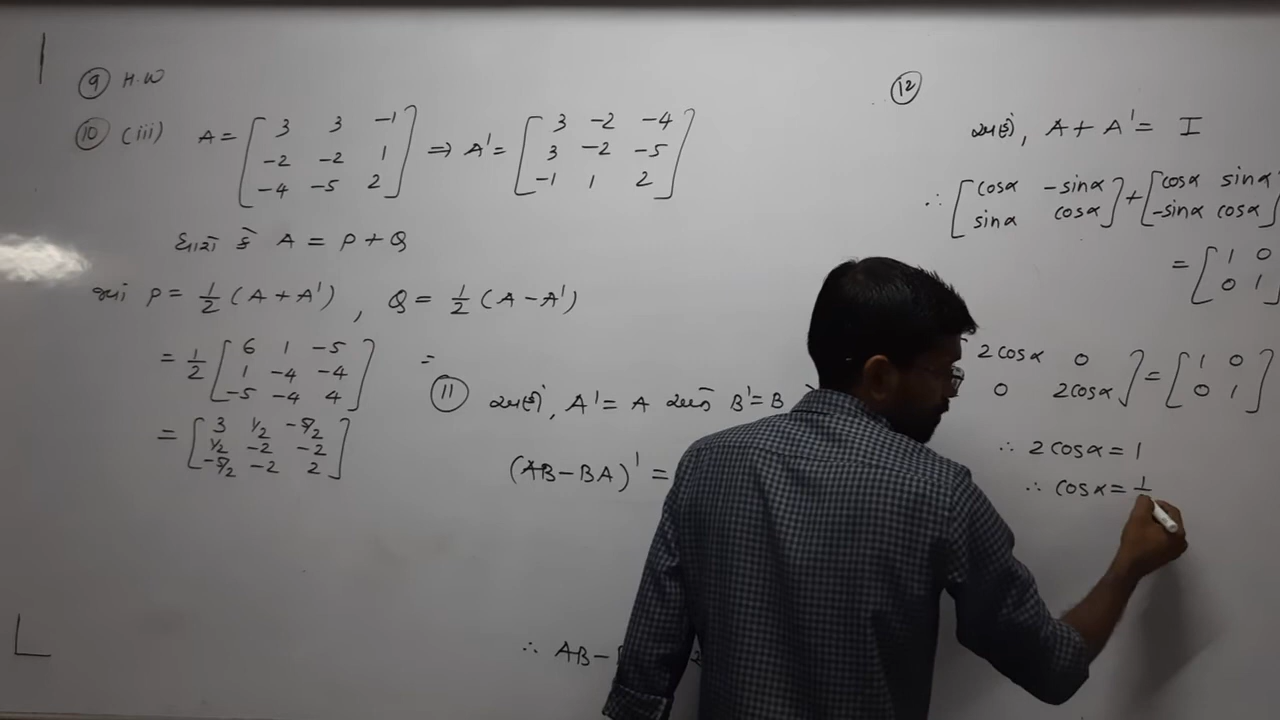 9 H.W
10 (iii) A = [ 3 3 -1 ⇒ A' = [ 3 -2 -4
-2 -2 1 3 -2 -5
-4 -5 2 ] -1 1 2 ]
ધારો કે A = P + Q
જ્યાં P = 1/2 (A + A') , Q = 1/2 (A - A')
= 1/2 [ 6 1 -5 =
1 -4 -4
-5 -4 4 ]
= [ 3 1/2 -5/2
1/2 -2 -2
-5/2 -2 2 ]
11 અહીં, A' = A અને B' = B
(AB - BA)' =
∴ AB -
12
અહીં, A + A' = I
∴ [ cosα -sinα ] + [ cosα sinα
sinα cosα -sinα cosα ]
= [ 1 0
0 1 ]
2cosα 0 ] = [ 1 0
0 2cosα 0 1 ]
∴ 2cosα = 1
∴ cosα = 1